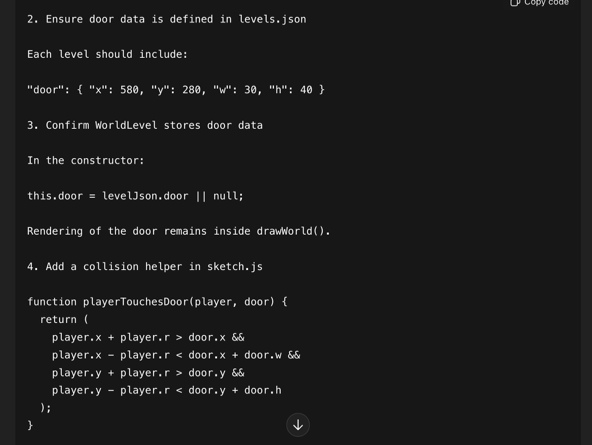 Copy code
2. Ensure door data is defined in levels.json
Each level should include:
"door": { "x": 580, "y": 280, "w": 30, "h": 40 }
3. Confirm WorldLevel stores door data
In the constructor:
this.door = levelJson.door || null;
Rendering of the door remains inside drawWorld().
4. Add a collision helper in sketch.js
function playerTouchesDoor(player, door) {
  return (
    player.x + player.r > door.x &&
    player.x - player.r < door.x + door.w &&
    player.y + player.r > door.y &&
    player.y - player.r < door.y + door.h
  );
}